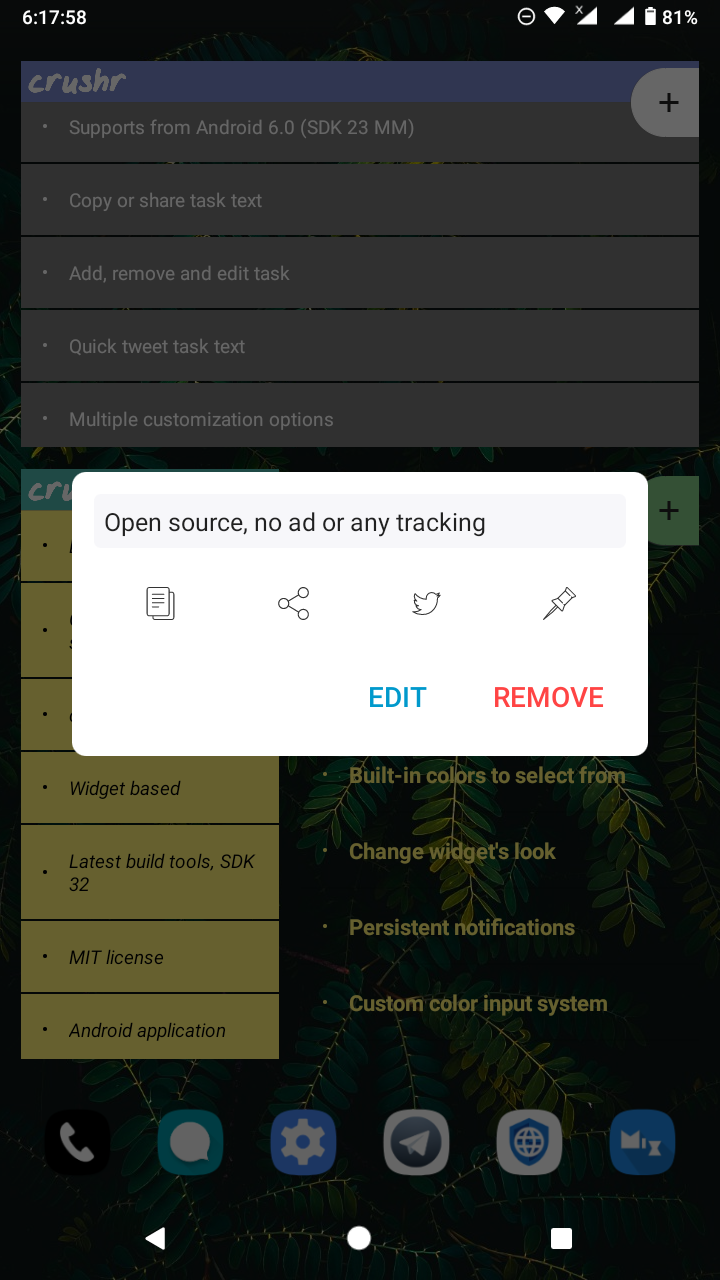 6:17:58
81%
crushr
+
• Supports from Android 6.0 (SDK 23 MM)
• Copy or share task text
• Add, remove and edit task
• Quick tweet task text
• Multiple customization options
+
Open source, no ad or any tracking
EDIT
REMOVE
• Widget based
• Latest build tools, SDK
32
• MIT license
• Android application
• Built-in colors to select from
• Change widget's look
• Persistent notifications
• Custom color input system